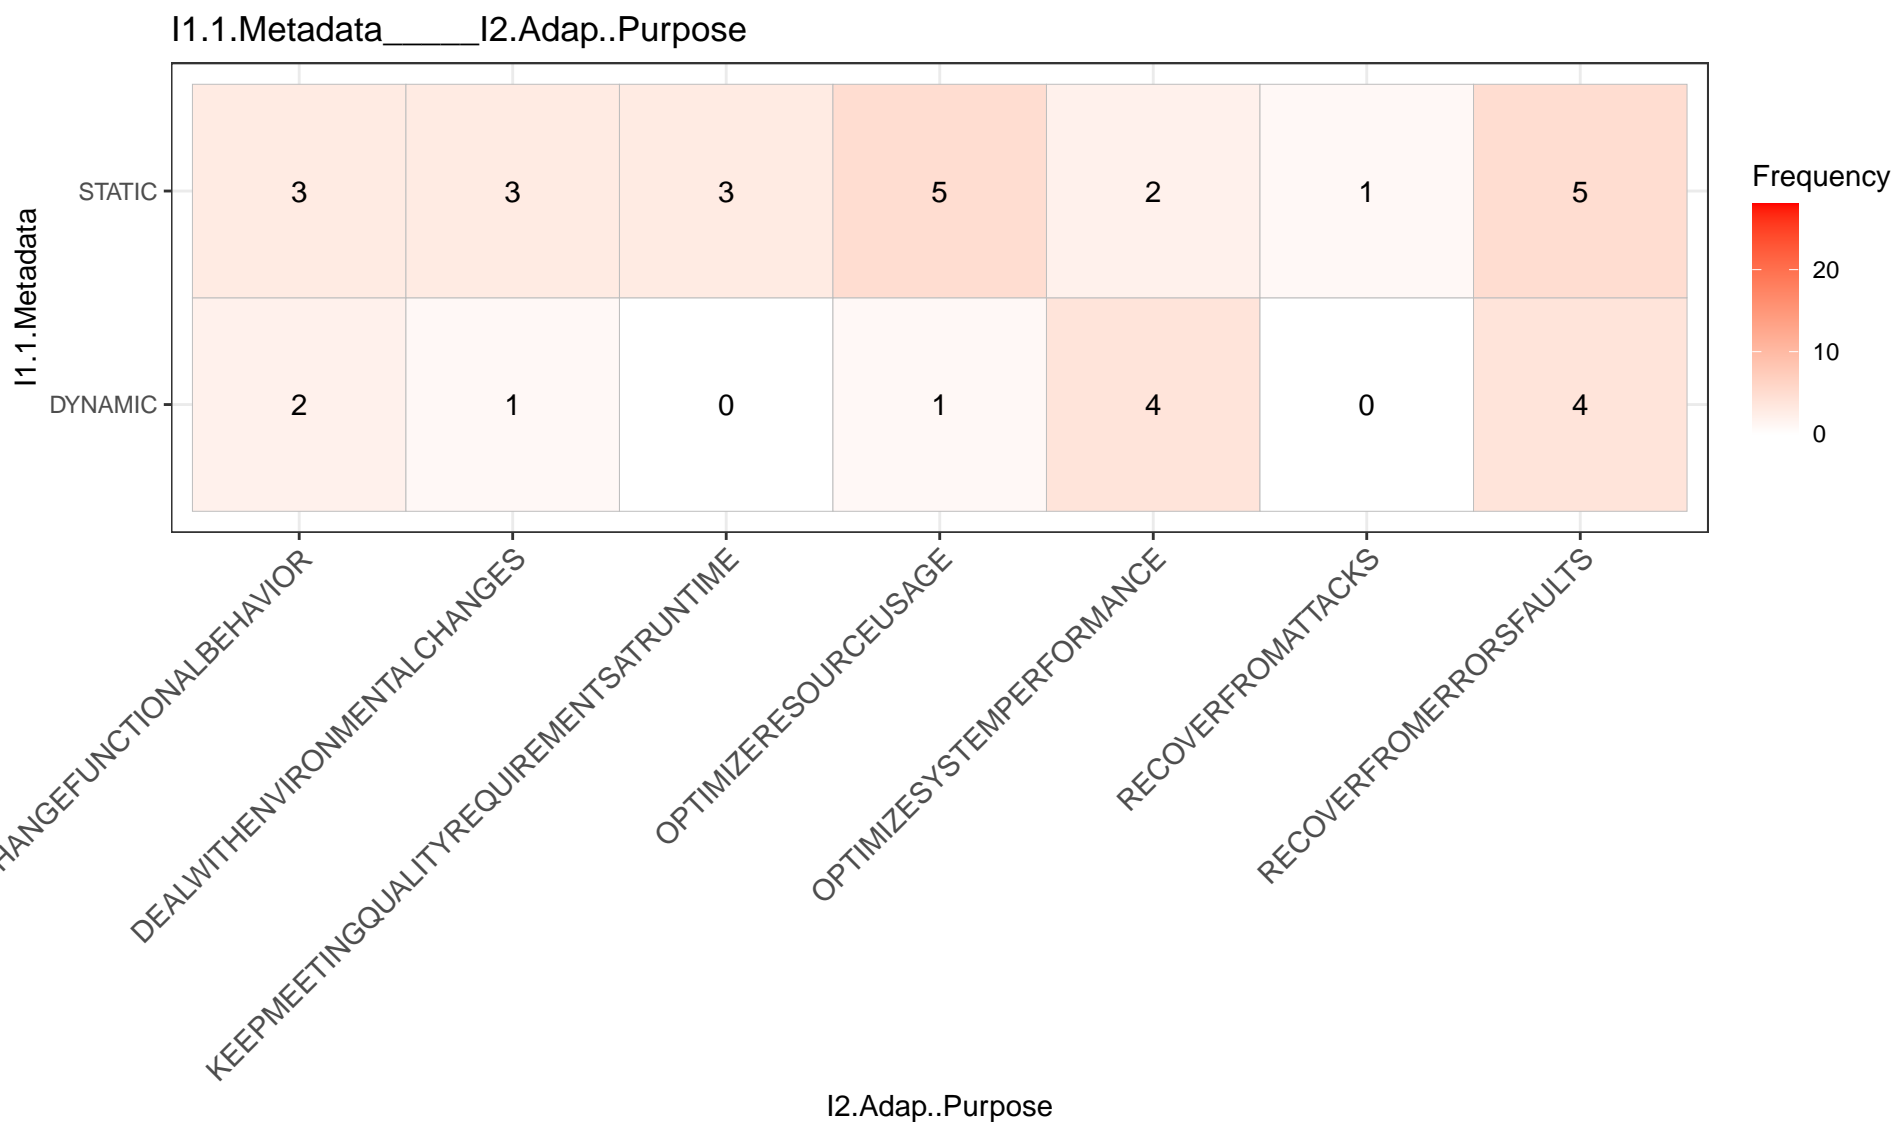 I1.1.Metadata_____I2.Adap..Purpose
I1.1.Metadata
STATIC
3 3 3 5 2 1 5
DYNAMIC
2 1 0 1 4 0 4
Frequency
20
10
0
HANGEFUNCTIONALBEHAVIOR
DEALWITHENVIRONMENTALCHANGES
KEEPMEETINGQUALITYREQUIREMENTSATRUNTIME
OPTIMIZERESOURCEUSAGE
OPTIMIZESYSTEMPERFORMANCE
RECOVERFROMATTACKS
RECOVERFROMERRORSFAULTS
I2.Adap..Purpose